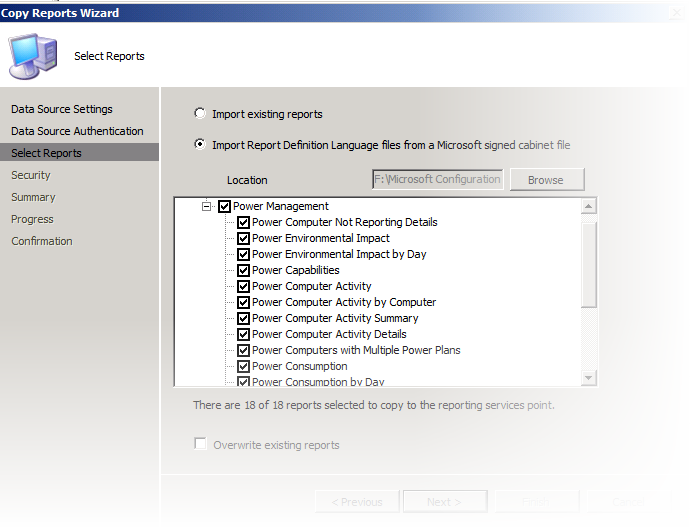 Copy Reports Wizard
Select Reports
Data Source Settings
Data Source Authentication
Select Reports
Security
Summary
Progress
Confirmation
Import existing reports
Import Report Definition Language files from a Microsoft signed cabinet file
Location
F:\Microsoft Configuration
Browse
Power Management
Power Computer Not Reporting Details
Power Environmental Impact
Power Environmental Impact by Day
Power Capabilities
Power Computer Activity
Power Computer Activity by Computer
Power Computer Activity Summary
Power Computer Activity Details
Power Computers with Multiple Power Plans
Power Consumption
Power Consumption by Day
There are 18 of 18 reports selected to copy to the reporting services point.
Overwrite existing reports
< Previous
Next >